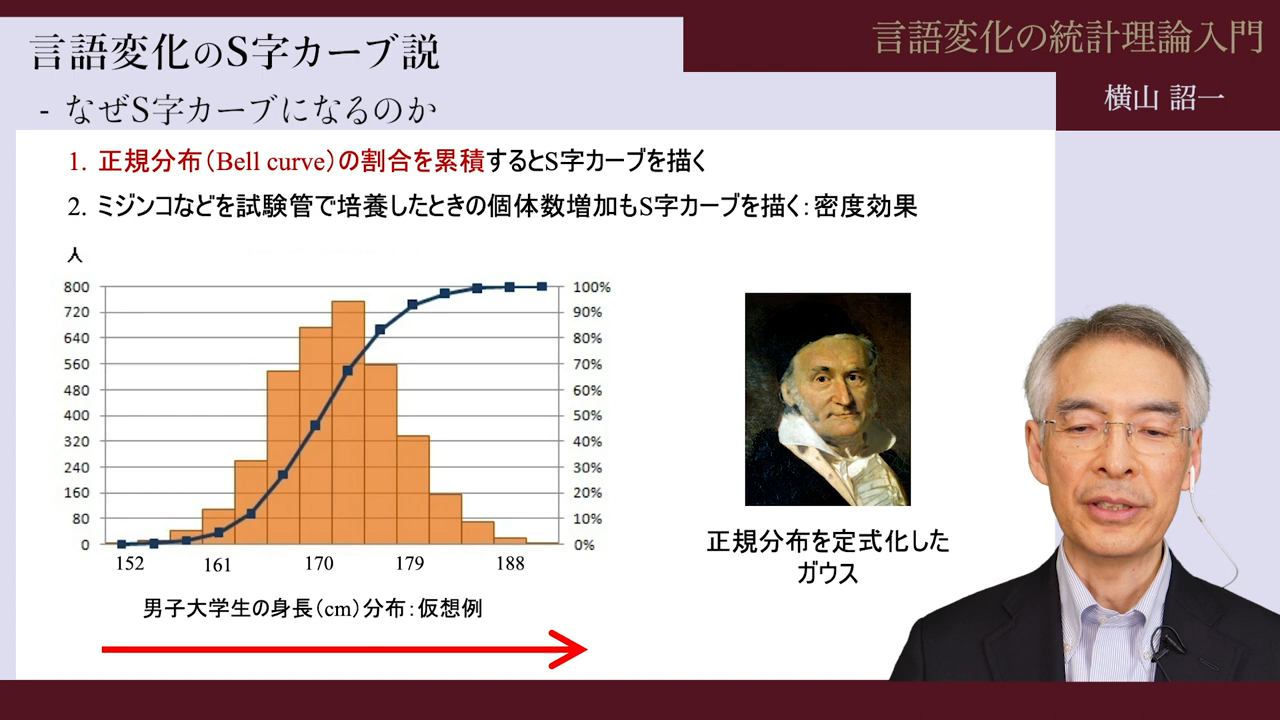 言語変化のS字カーブ説
- なぜS字カーブになるのか
言語変化の統計理論入門
横山 詔一
1. 正規分布（Bell curve）の割合を累積するとS字カーブを描く
2. ミジンコなどを試験管で培養したときの個体数増加もS字カーブを描く：密度効果
人
800 100%
720 90%
640 80%
560 70%
480 60%
400 50%
320 40%
240 30%
160 20%
80 10%
0 0%
152 161 170 179 188
男子大学生の身長（cm）分布：仮想例
正規分布を定式化した
ガウス